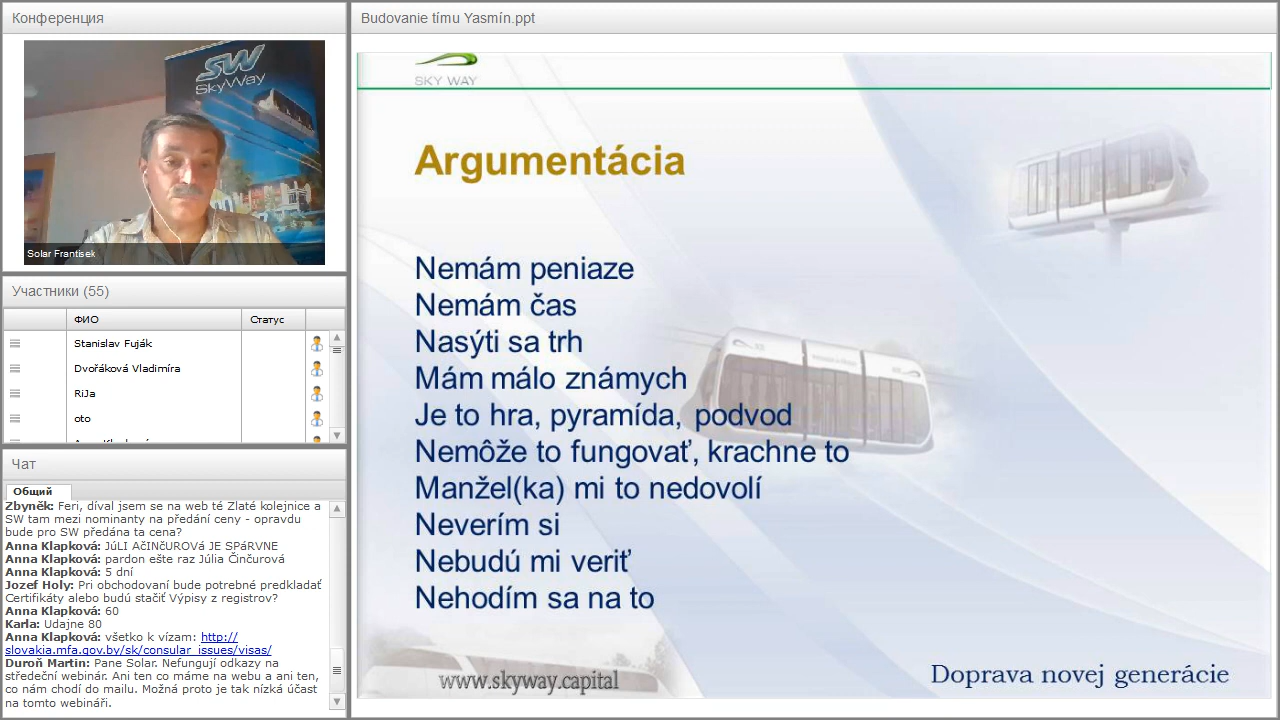 Конференция
SW
SkyWay
Solar Frantisek
Участники (55)
ФИО
Статус
Stanislav Fuják
Dvořáková Vladimíra
RiJa
oto
Чат
Общий
Zbyněk: Feri, díval jsem se na web té Zlaté kolejnice a
SW tam mezi nominanty na předání ceny - opravdu
bude pro SW předána ta cena?
Anna Klapková: JúLI AčINčUROVá JE SPáRVNE
Anna Klapková: pardon ešte raz Júlia Činčurová
Anna Klapková: 5 dní
Jozef Holy: Pri obchodovaní bude potrebné predkladať
Certifikáty alebo budú stačiť Výpisy z registrov?
Anna Klapková: 60
Karla: Udajne 80
Anna Klapková: všetko k vízam: http://
slovakia.mfa.gov.by/sk/consular_issues/visas/
Duroň Martin: Pane Solar. Nefungují odkazy na
středeční webinár. Ani ten co máme na webu a ani ten,
co nám chodí do mailu. Možná proto je tak nízká účast
na tomto webináři.
Budovanie tímu Yasmín.ppt
SKY WAY
Argumentácia
Nemám peniaze
Nemám čas
Nasýti sa trh
Mám málo známych
Je to hra, pyramída, podvod
Nemôže to fungovať, krachne to
Manžel(ka) mi to nedovolí
Neverím si
Nebudú mi veriť
Nehodím sa na to
www.skyway.capital
Doprava novej generácie